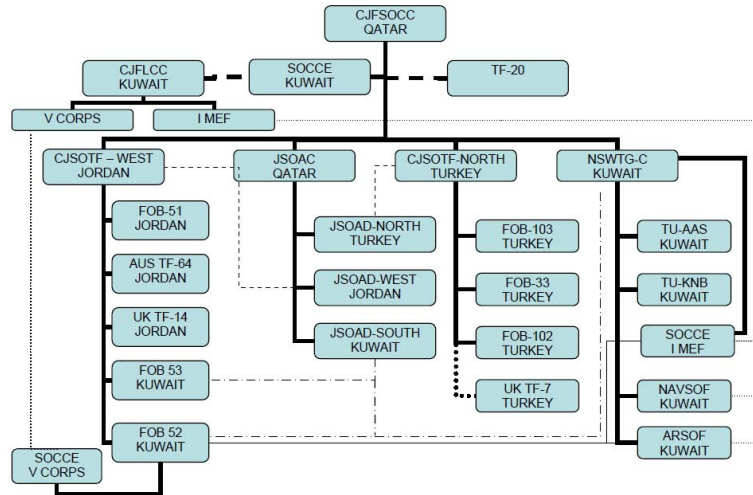 CJFSOCC
QATAR
CJFLCC
KUWAIT
SOCCE
KUWAIT
TF-20
V CORPS
I MEF
CJSOTF – WEST
JORDAN
JSOAC
QATAR
CJSOTF-NORTH
TURKEY
NSWTG-C
KUWAIT
FOB-51
JORDAN
AUS TF-64
JORDAN
UK TF-14
JORDAN
FOB 53
KUWAIT
FOB 52
KUWAIT
SOCCE
V CORPS
JSOAD-NORTH
TURKEY
JSOAD-WEST
JORDAN
JSOAD-SOUTH
KUWAIT
FOB-103
TURKEY
FOB-33
TURKEY
FOB-102
TURKEY
UK TF-7
TURKEY
TU-AAS
KUWAIT
TU-KNB
KUWAIT
SOCCE
I MEF
NAVSOF
KUWAIT
ARSOF
KUWAIT